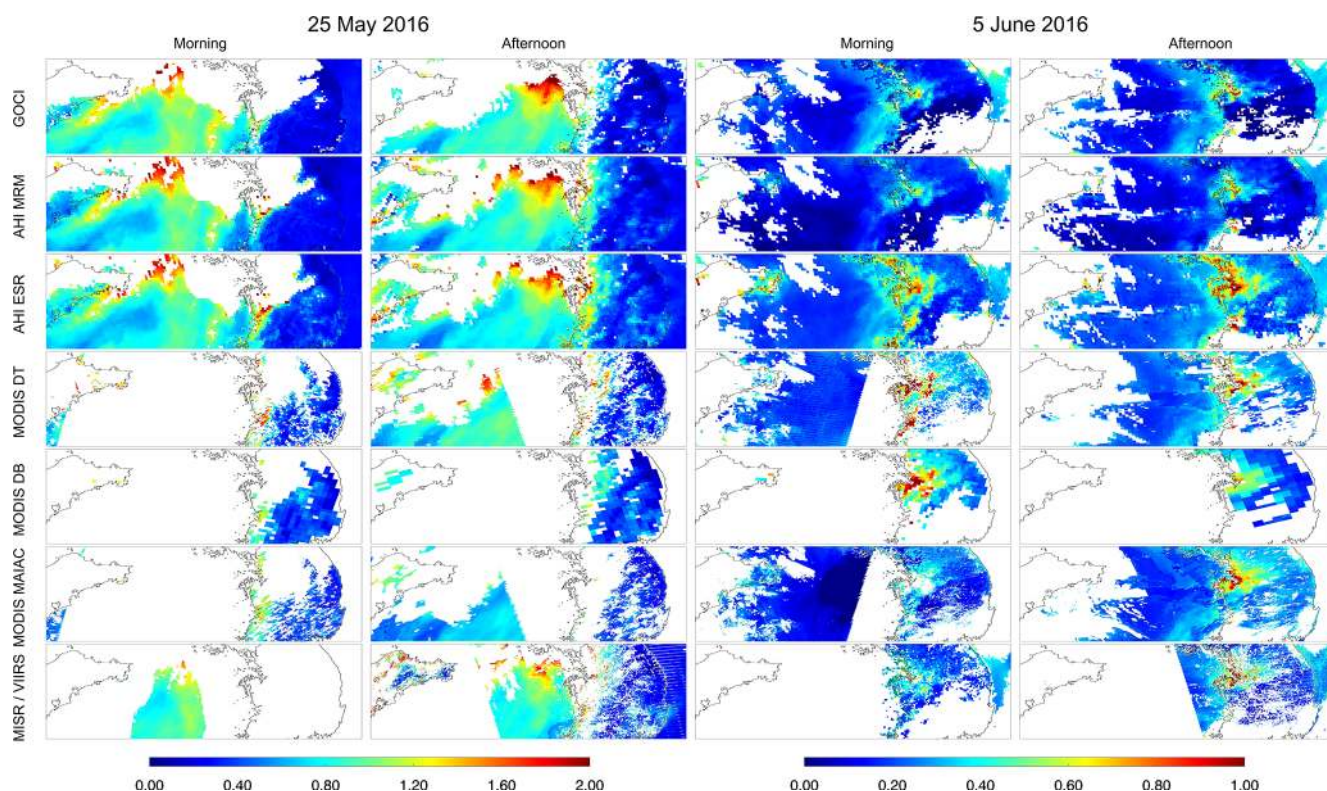 25 May 2016 5 June 2016
Morning Afternoon Morning Afternoon
GOCI
AHI MRM
AHI ESR
MODIS DT
MODIS DB
MODIS MAIAC
MISR / VIIRS
0.00 0.40 0.80 1.20 1.60 2.00 0.00 0.20 0.40 0.60 0.80 1.00